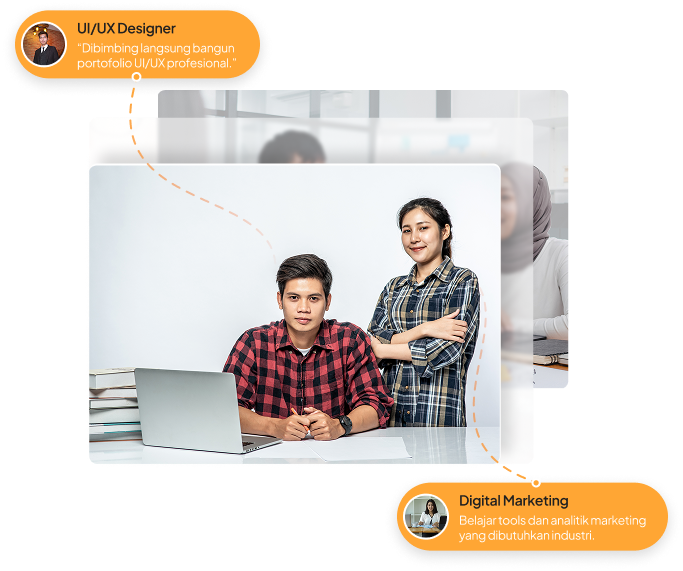 UI/UX Designer
“Dibimbing langsung bangun
portofolio UI/UX profesional.”
Digital Marketing
Belajar tools dan analitik marketing
yang dibutuhkan industri.